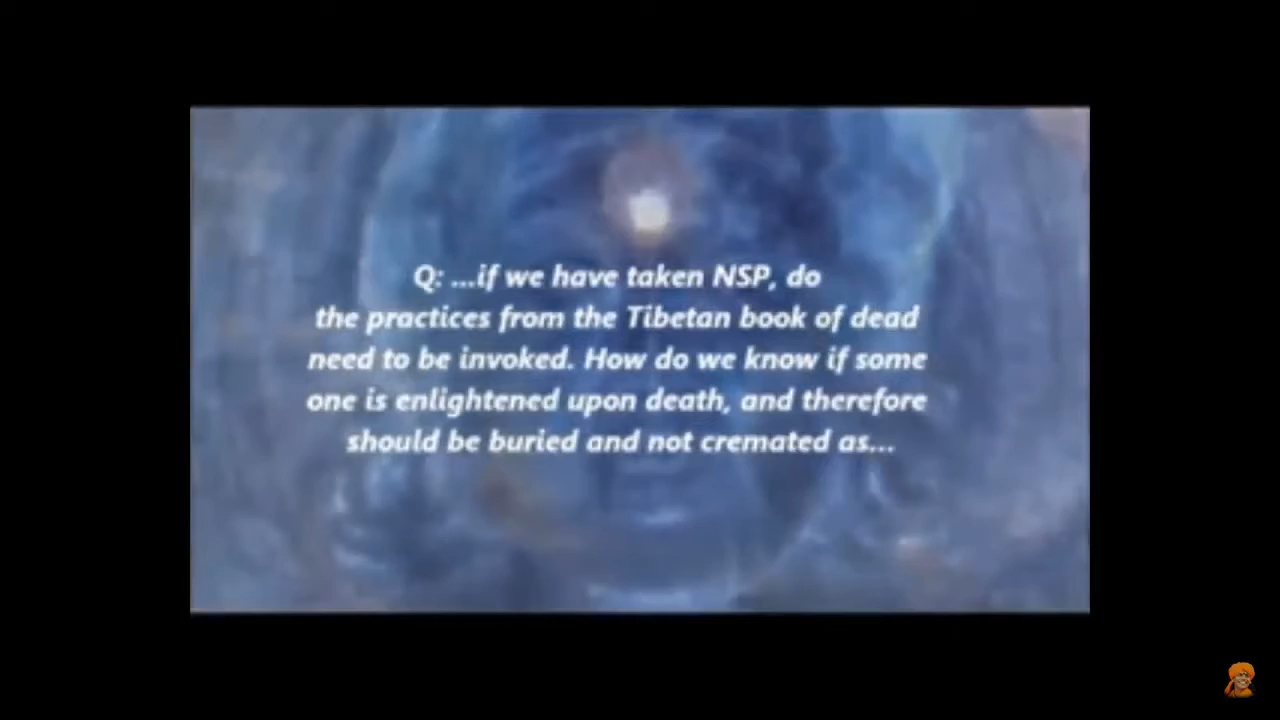 Q: ...if we have taken NSP, do
the practices from the Tibetan book of dead
need to be invoked. How do we know if some
one is enlightened upon death, and therefore
should be buried and not cremated as...